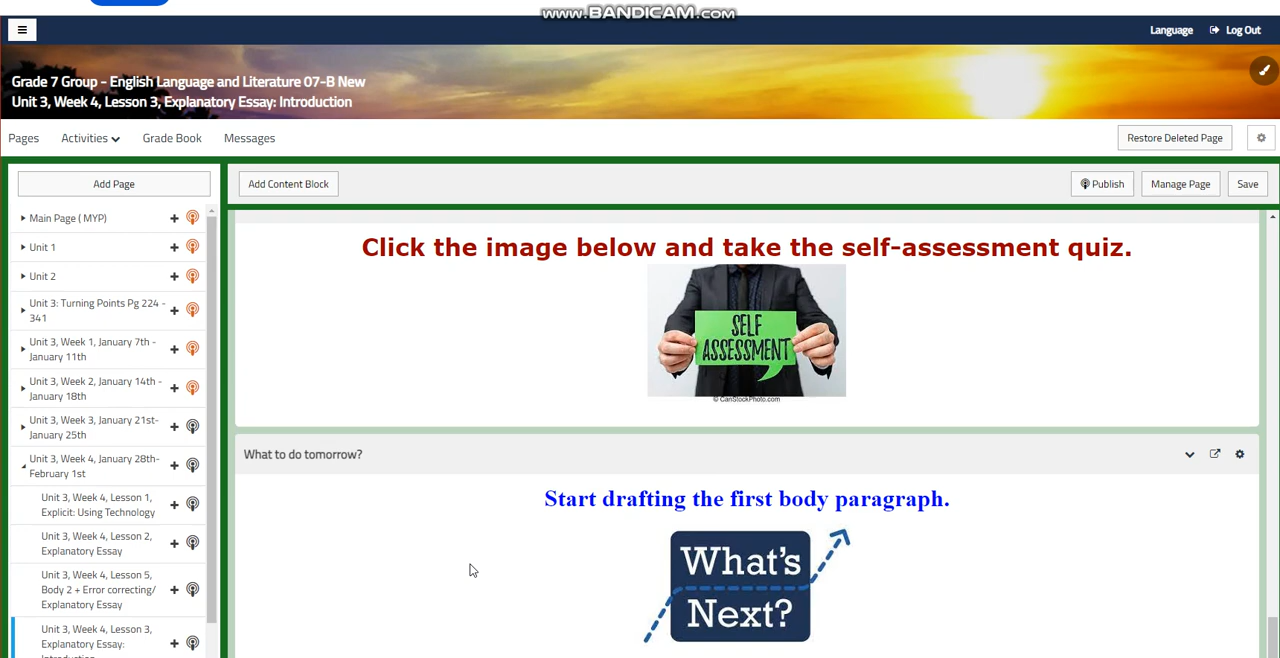 www.BANDICAM.com
Language
Log Out
Grade 7 Group - English Language and Literature 07-B New
Unit 3, Week 4, Lesson 3, Explanatory Essay: Introduction
Pages
Activities
Grade Book
Messages
Restore Deleted Page
Add Page
Add Content Block
Publish
Manage Page
Save
Main Page ( MYP)
Unit 1
Unit 2
Unit 3: Turning Points Pg 224 -
341
Unit 3, Week 1, January 7th -
January 11th
Unit 3, Week 2, January 14th -
January 18th
Unit 3, Week 3, January 21st-
January 25th
Unit 3, Week 4, January 28th-
February 1st
Unit 3, Week 4, Lesson 1,
Explicit: Using Technology
Unit 3, Week 4, Lesson 2,
Explanatory Essay
Unit 3, Week 4, Lesson 5,
Body 2 + Error correcting/
Explanatory Essay
Unit 3, Week 4, Lesson 3,
Explanatory Essay:
Introduction
Click the image below and take the self-assessment quiz.
SELF
ASSESSMENT
© CanStockPhoto.com
What to do tomorrow?
Start drafting the first body paragraph.
What's
Next?